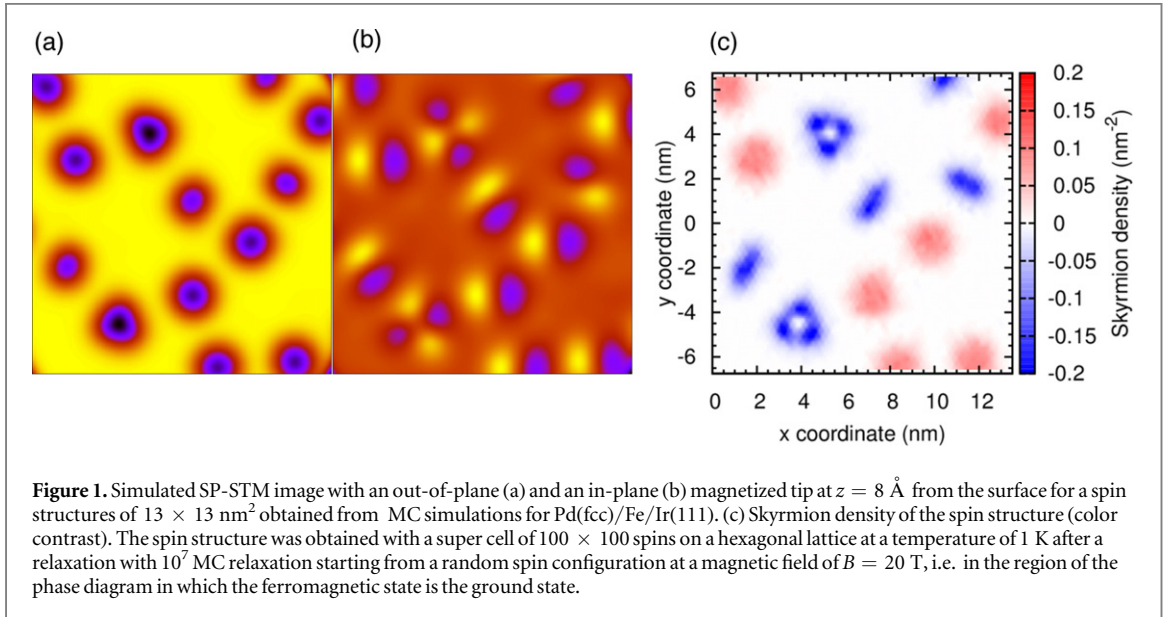 (a)
(b)
(c)
6
4
2
0
-2
-4
-6
y coordinate (nm)
0 2 4 6 8 10 12
x coordinate (nm)
0.2
0.15
0.1
0.05
0
-0.05
-0.1
-0.15
-0.2
Skyrmion density (nm⁻²)
Figure 1. Simulated SP-STM image with an out-of-plane (a) and an in-plane (b) magnetized tip at z = 8 Å from the surface for a spin
structures of 13 × 13 nm² obtained from MC simulations for Pd(fcc)/Fe/Ir(111). (c) Skyrmion density of the spin structure (color
contrast). The spin structure was obtained with a super cell of 100 × 100 spins on a hexagonal lattice at a temperature of 1 K after a
relaxation with 10⁷ MC relaxation starting from a random spin configuration at a magnetic field of B = 20 T, i.e. in the region of the
phase diagram in which the ferromagnetic state is the ground state.